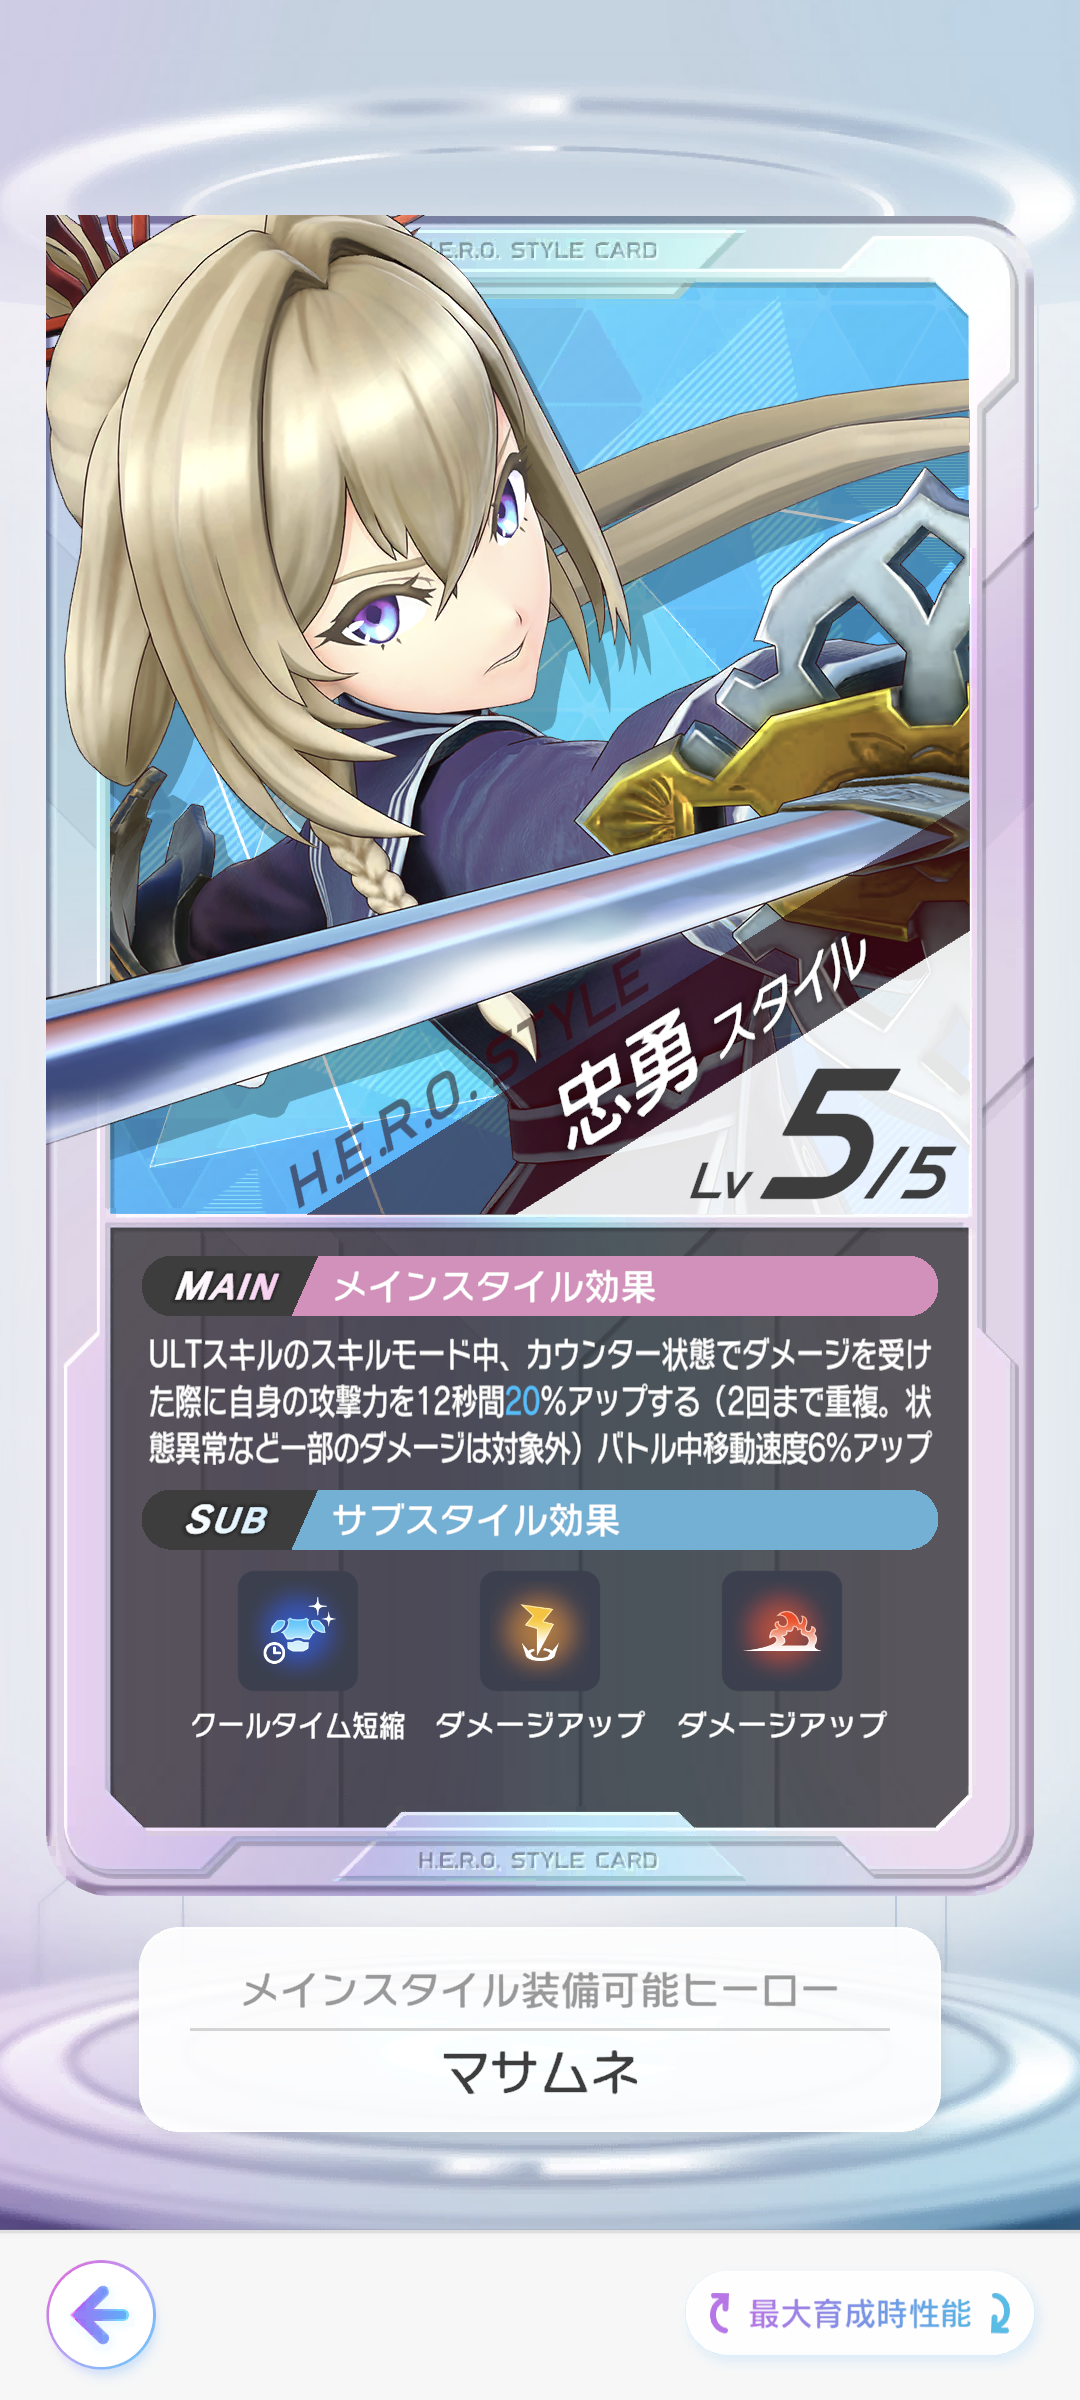 H.E.R.O. STYLE CARD
H.E.R.O. STYLE
忠勇 スタイル
Lv 5/5
MAIN メインスタイル効果
ULTスキルのスキルモード中、カウンター状態でダメージを受け
た際に自身の攻撃力を12秒間20%アップする（2回まで重複。状
態異常など一部のダメージは対象外）バトル中移動速度6%アップ
SUB サブスタイル効果
クールタイム短縮 ダメージアップ ダメージアップ
H.E.R.O. STYLE CARD
メインスタイル装備可能ヒーロー
マサムネ
最大育成時性能